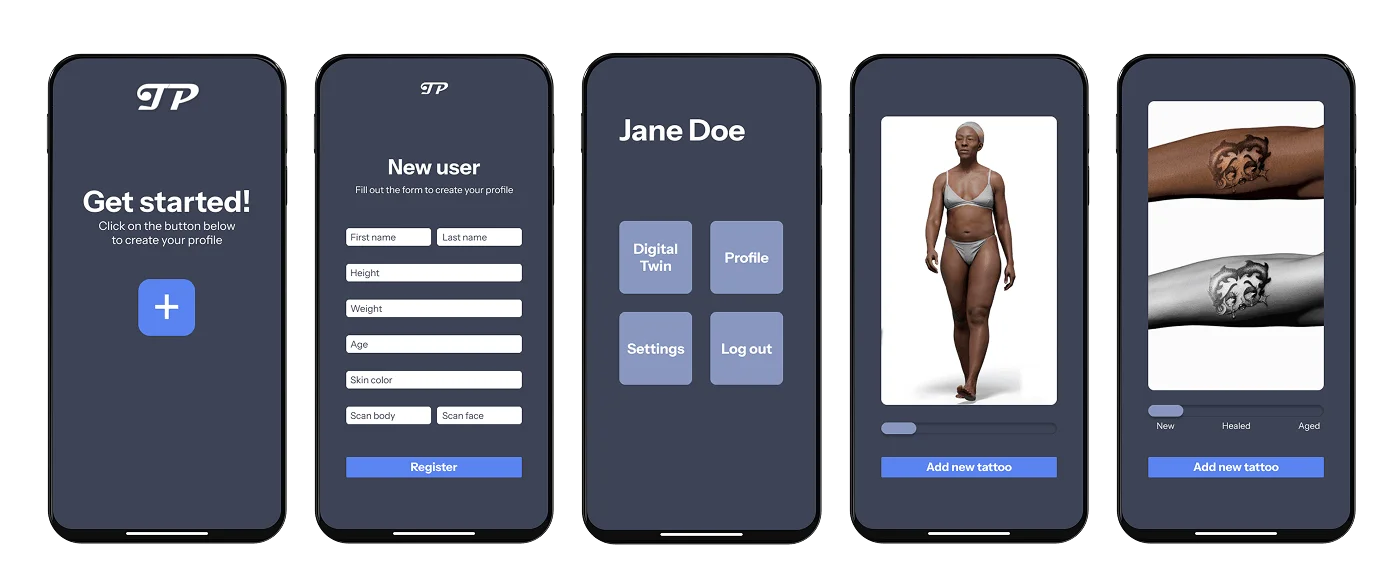 TP
Get started!
Click on the button below
to create your profile
+
TP
New user
Fill out the form to create your profile
First name
Last name
Height
Weight
Age
Skin color
Scan body
Scan face
Register
Jane Doe
Digital
Twin
Profile
Settings
Log out
Add new tattoo
New
Healed
Aged
Add new tattoo